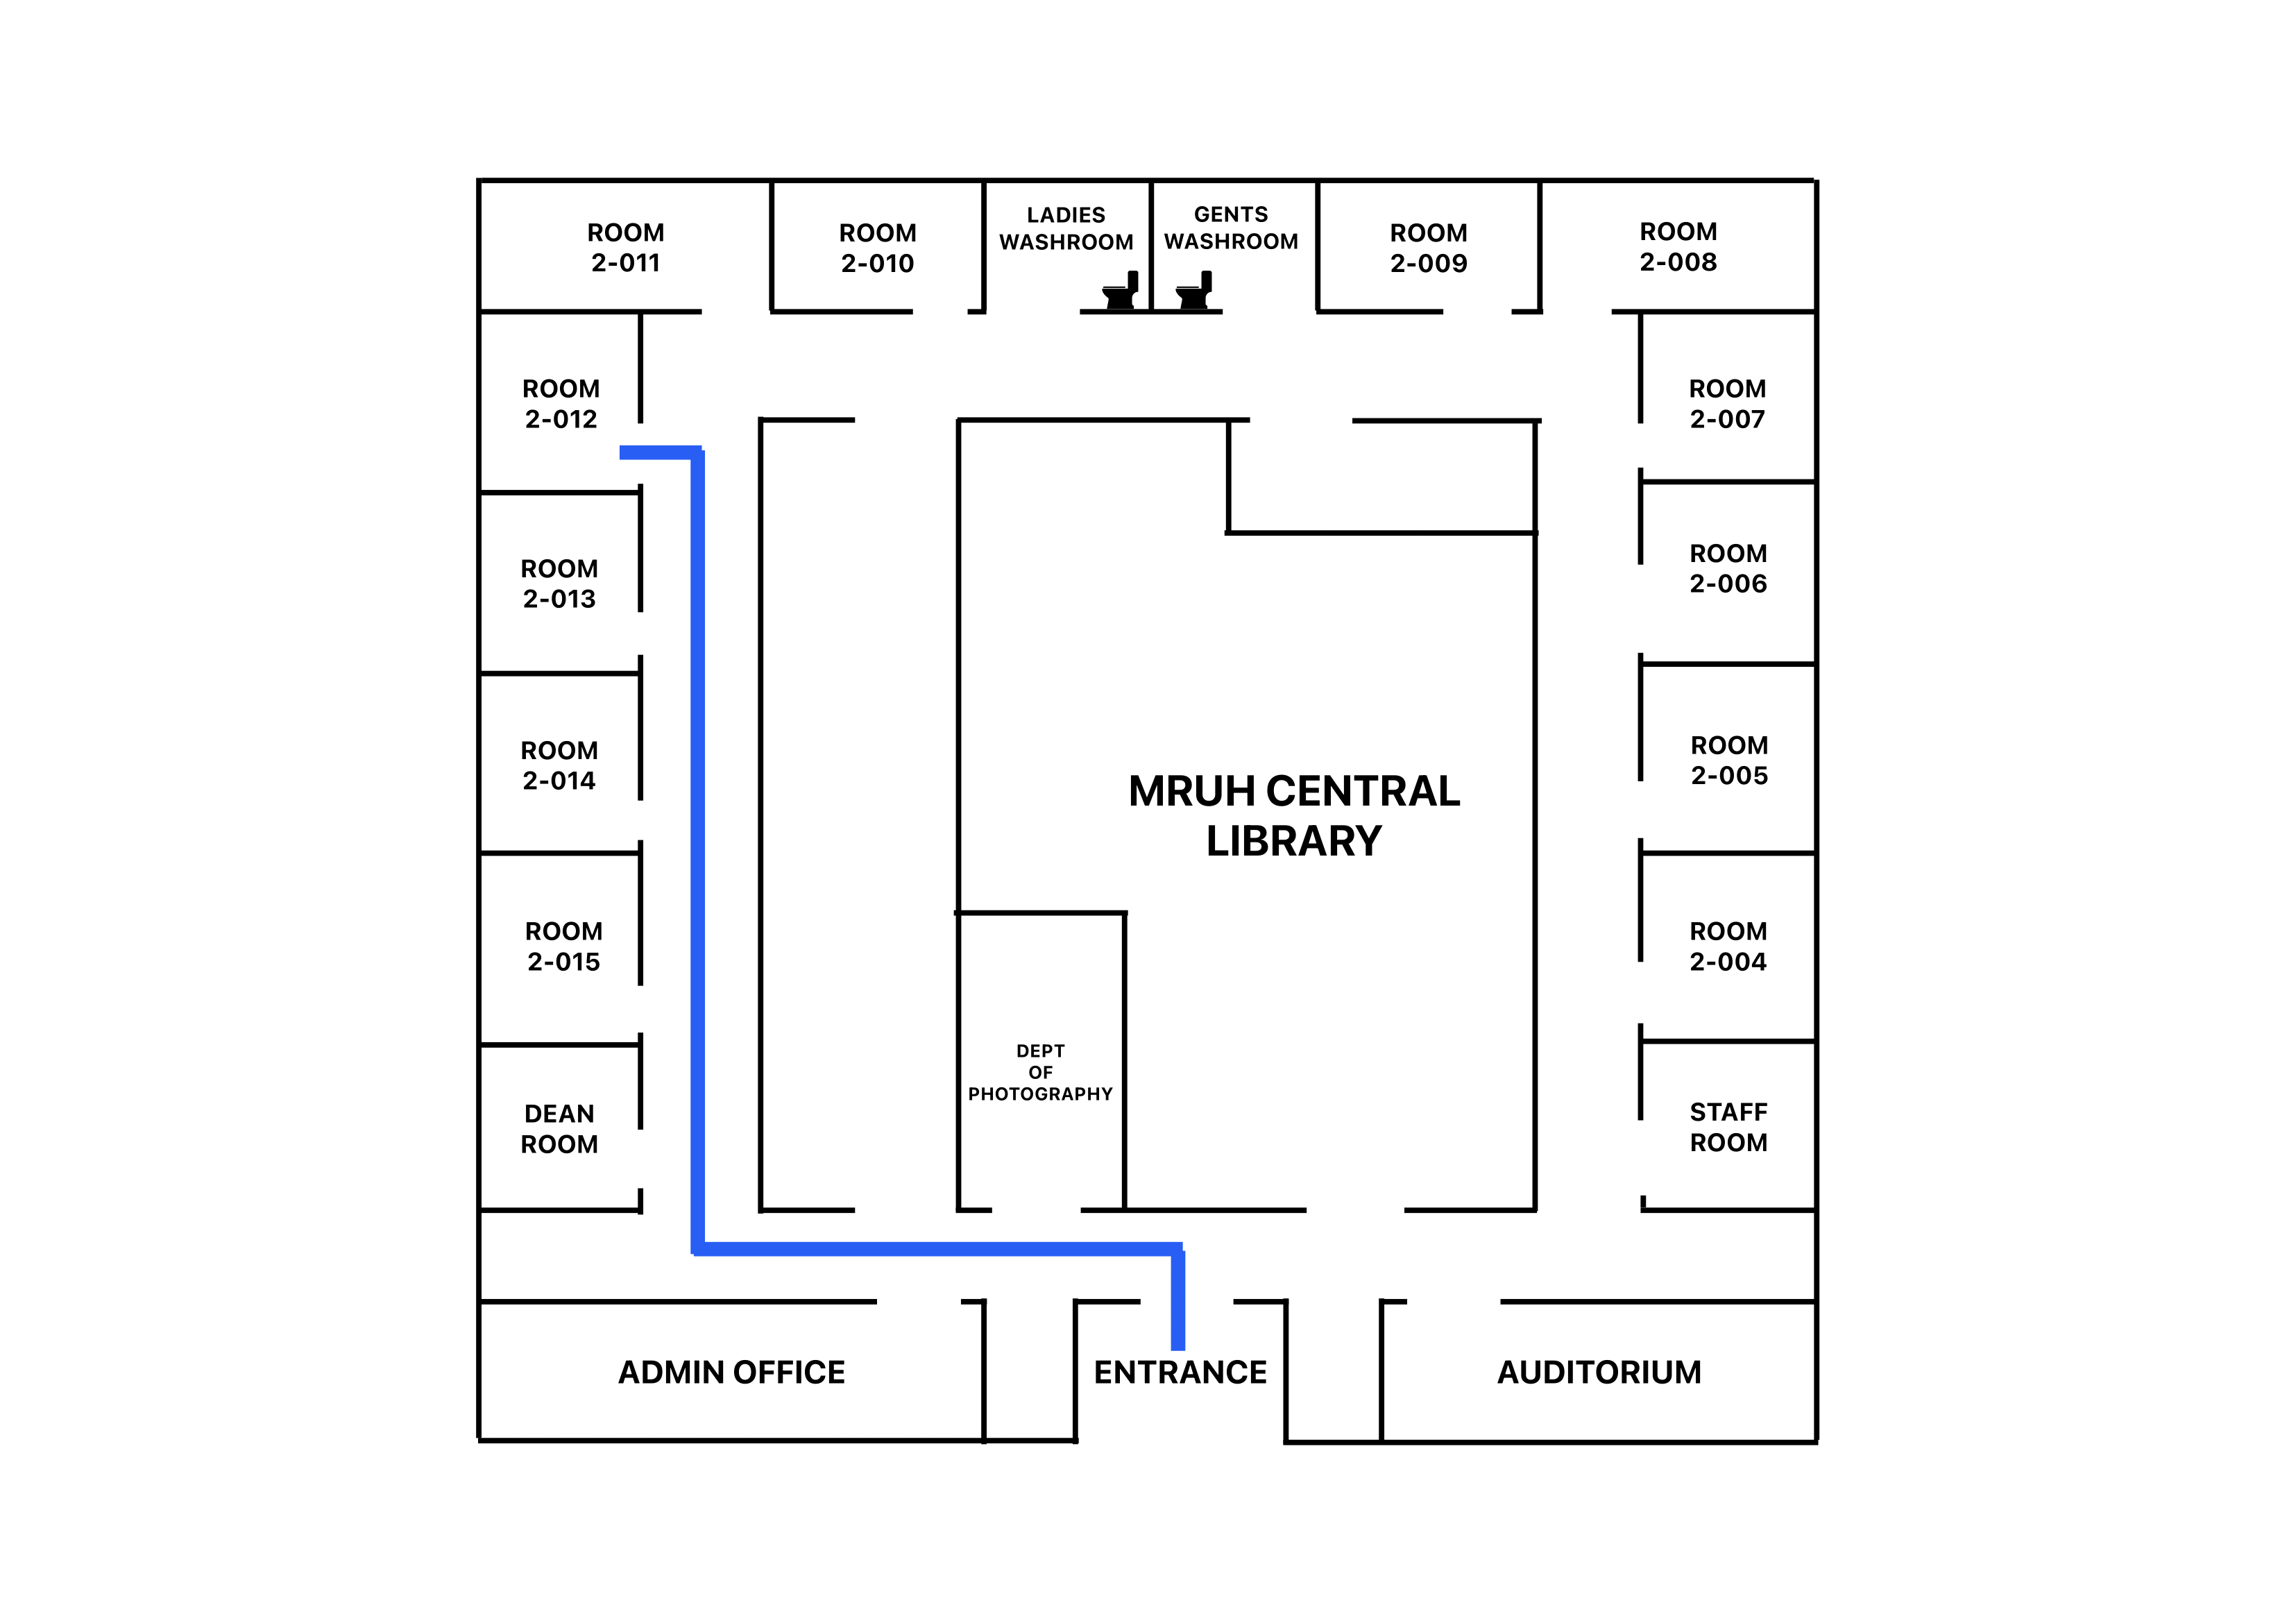 ROOM
2-011
ROOM
2-010
LADIES
WASHROOM
GENTS
WASHROOM
ROOM
2-009
ROOM
2-008
ROOM
2-012
ROOM
2-007
ROOM
2-013
ROOM
2-006
ROOM
2-014
MRUH CENTRAL
LIBRARY
ROOM
2-005
ROOM
2-015
ROOM
2-004
DEAN
ROOM
DEPT
OF
PHOTOGRAPHY
STAFF
ROOM
ADMIN OFFICE
ENTRANCE
AUDITORIUM